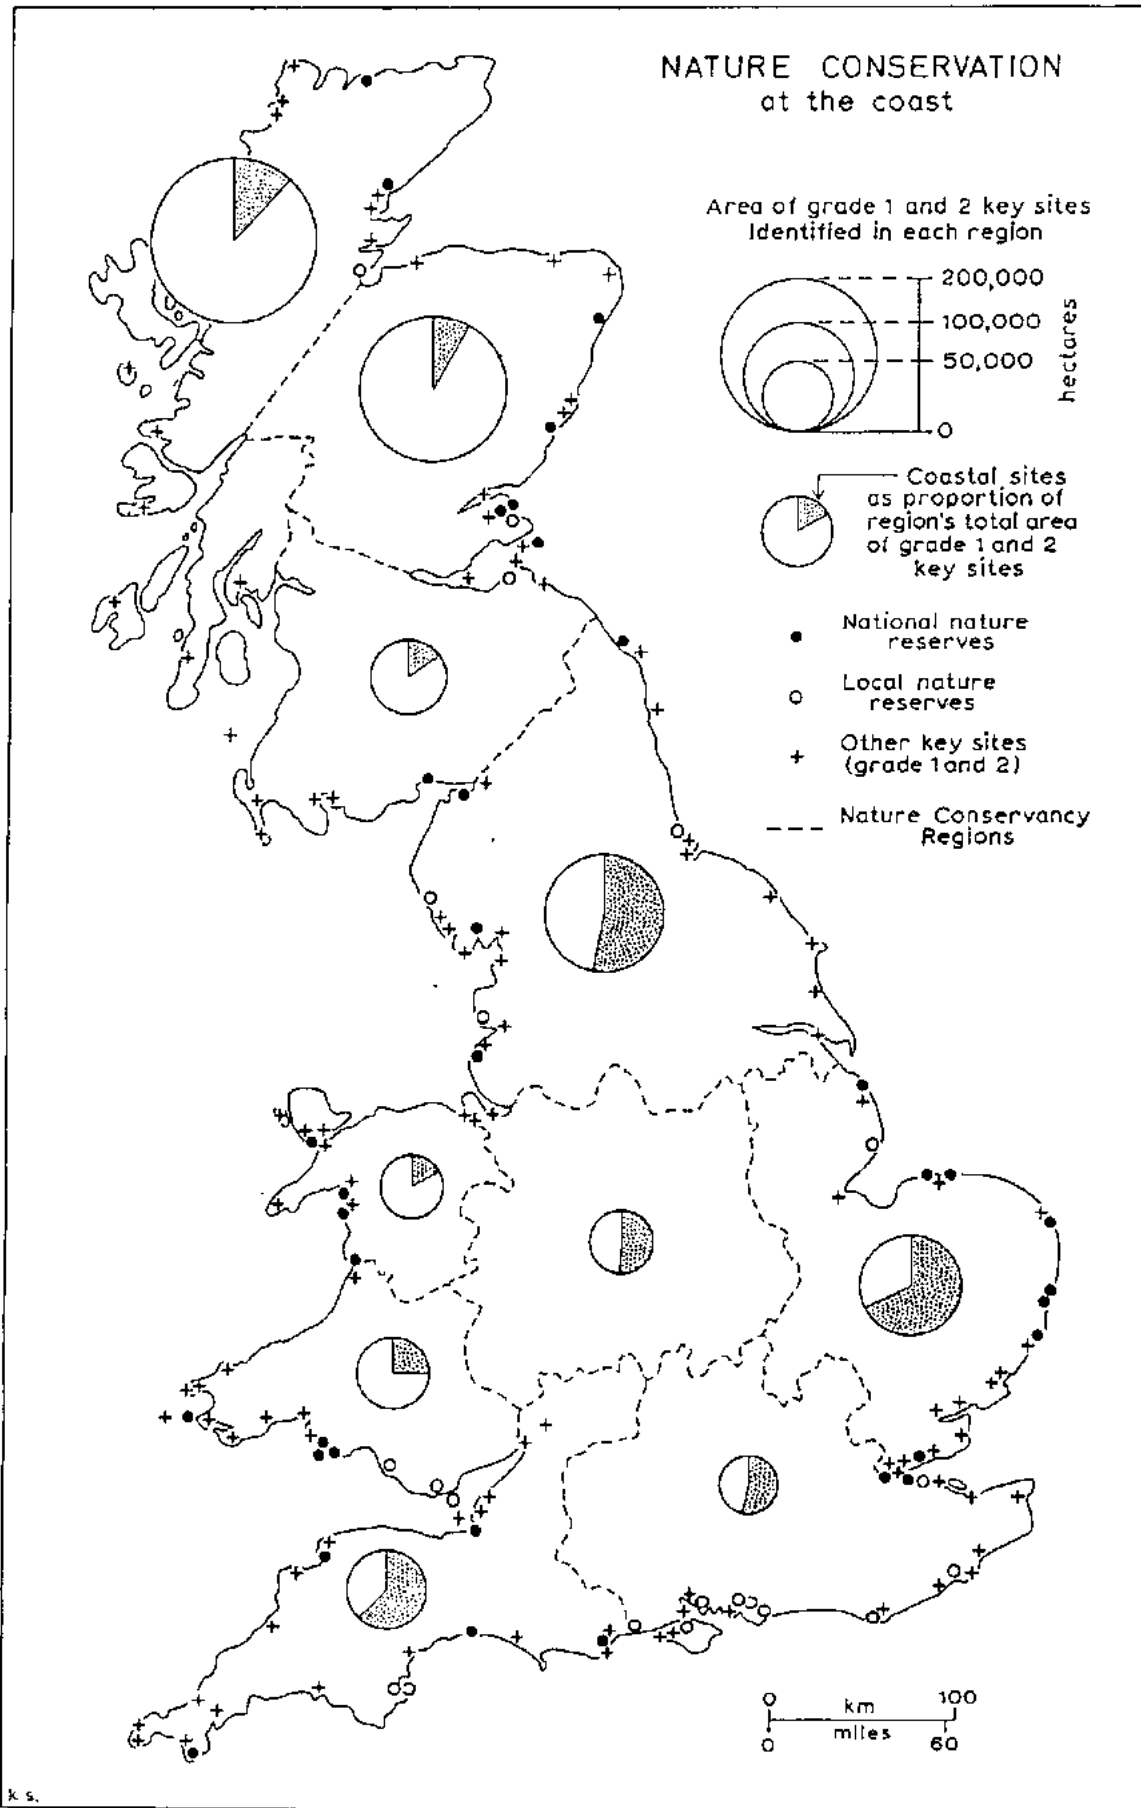 NATURE CONSERVATION
at the coast
Area of grade 1 and 2 key sites
Identified in each region
200,000
100,000
50,000
0
hectares
Coastal sites
as proportion of
region's total area
of grade 1 and 2
key sites
National nature
reserves
Local nature
reserves
Other key sites
(grade 1 and 2)
Nature Conservancy
Regions
0 km 100
0 miles 60
k s.